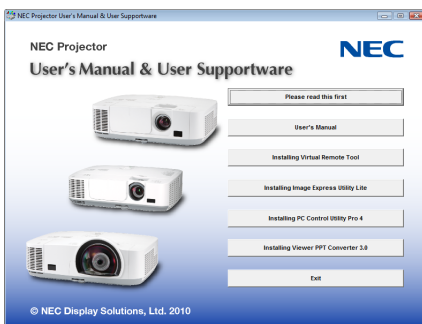 NEC Projector User's Manual & User Supportware
NEC Projector
NEC
User's Manual & User Supportware
Please read this first
User's Manual
Installing Virtual Remote Tool
Installing Image Express Utility Lite
Installing PC Control Utility Pro 4
Installing Viewer PPT Converter 3.0
Exit
© NEC Display Solutions, Ltd. 2010